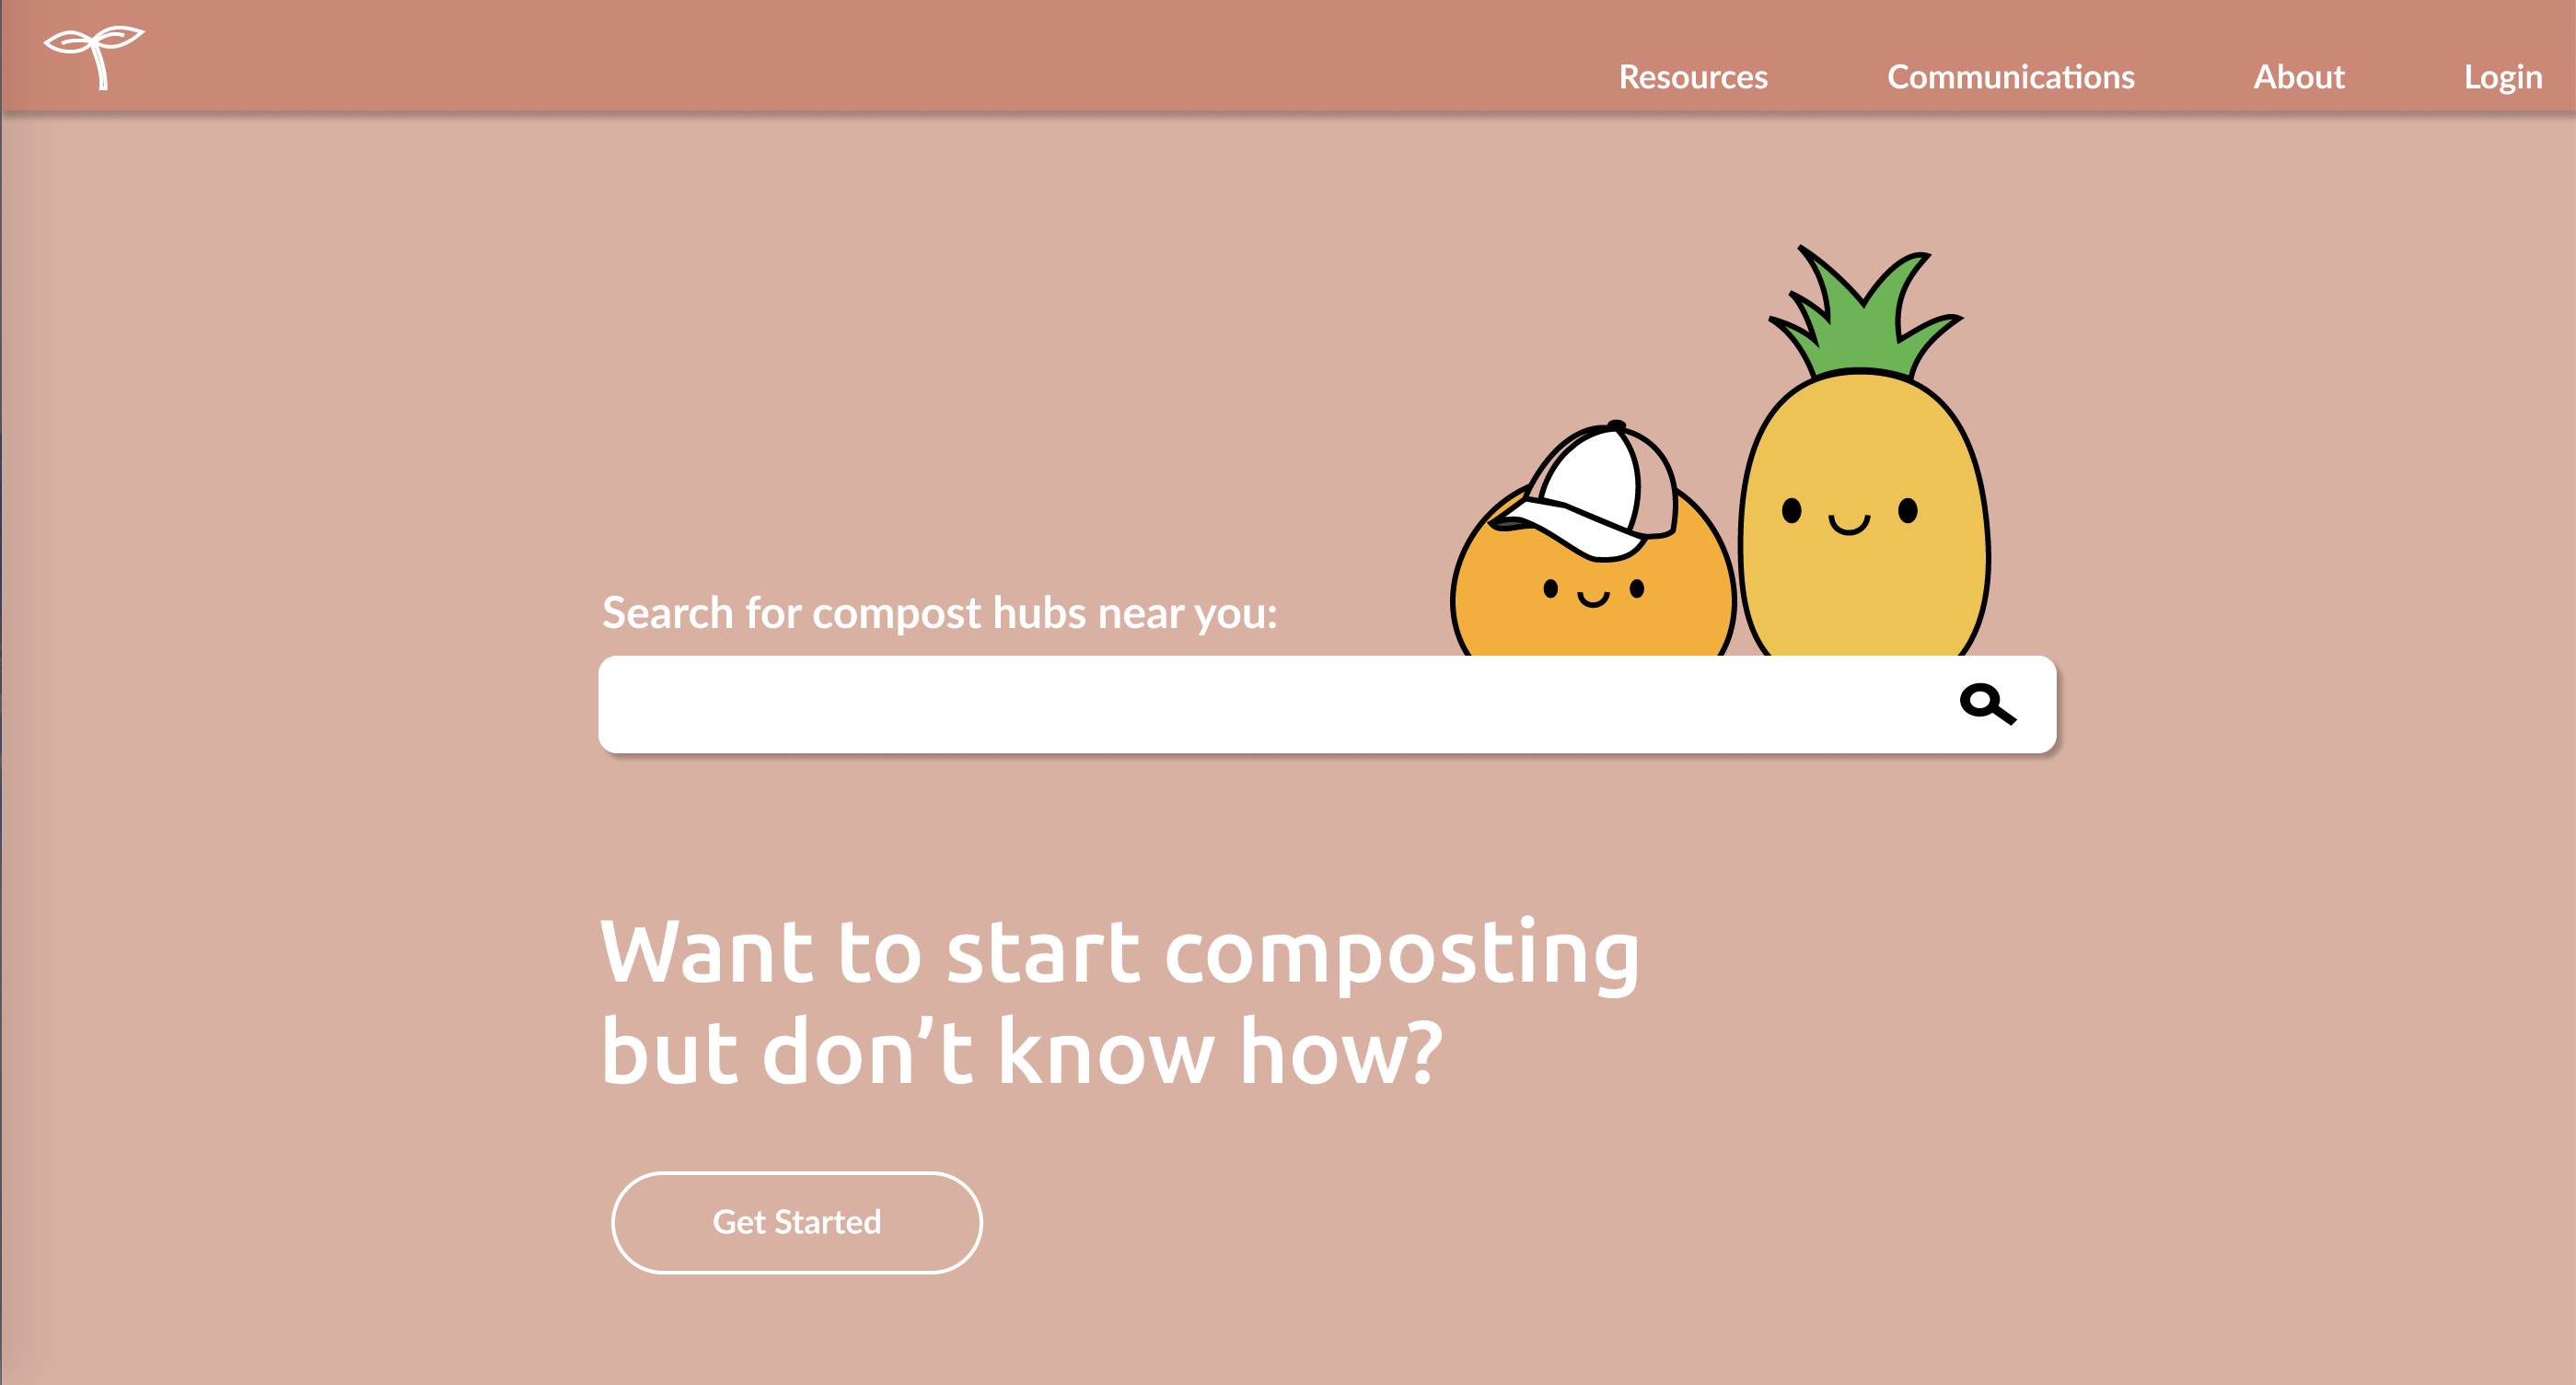 Resources Communications About Login
Search for compost hubs near you:
Want to start composting
but don’t know how?
Get Started